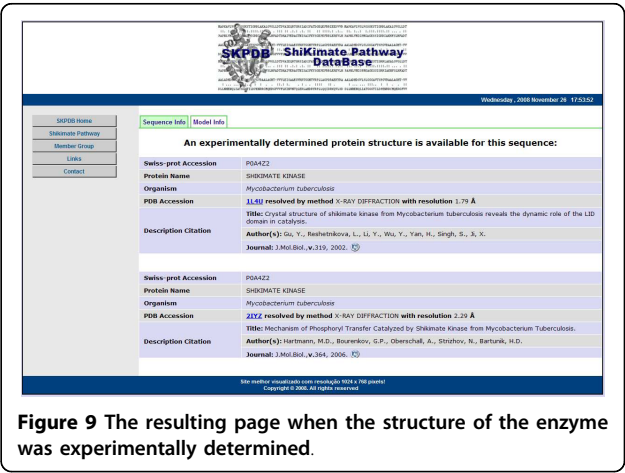 SKPDB ShiKimate Pathway
DataBase
Wednesday , 2008 November 26 17:53:52
SKPDB Home
Shikimate Pathway
Member Group
Links
Contact
Sequence Info Model Info
An experimentally determined protein structure is available for this sequence:
Swiss-prot Accession P0A4Z2
Protein Name SHIKIMATE KINASE
Organism Mycobacterium tuberculosis
PDB Accession 1L4U resolved by method X-RAY DIFFRACTION with resolution 1.79 Å
Description Citation
Title: Crystal structure of shikimate kinase from Mycobacterium tuberculosis reveals the dynamic role of the LID
domain in catalysis.
Author(s): Gu, Y., Reshetnikova, L., Li, Y., Wu, Y., Yan, H., Singh, S., Ji, X.
Journal: J.Mol.Biol.,v.319, 2002.
Swiss-prot Accession P0A4Z2
Protein Name SHIKIMATE KINASE
Organism Mycobacterium tuberculosis
PDB Accession 2IYZ resolved by method X-RAY DIFFRACTION with resolution 2.29 Å
Description Citation
Title: Mechanism of Phosphoryl Transfer Catalyzed by Shikimate Kinase from Mycobacterium Tuberculosis.
Author(s): Hartmann, M.D., Bourenkov, G.P., Oberschall, A., Strizhov, N., Bartunik, H.D.
Journal: J.Mol.Biol.,v.364, 2006.
Site melhor visualizado com resolução 1024 x 768 pixels!
Copyright © 2008. All rights reserved
Figure 9 The resulting page when the structure of the enzyme
was experimentally determined.